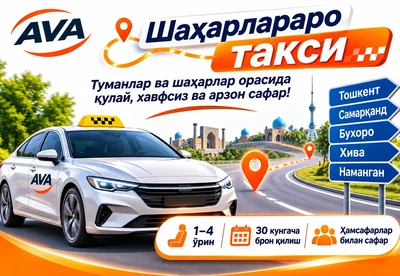 AVA
Шаҳарлараро
такси
Туманлар ва шаҳарлар орасида
қулай, хавфсиз ва арзон сафар!
Тошкент
Самарқанд
Бухоро
Хива
Наманган
AVA
1–4
ўрин
30 кунгача
брон қилиш
Ҳамсафарлар
билан сафар